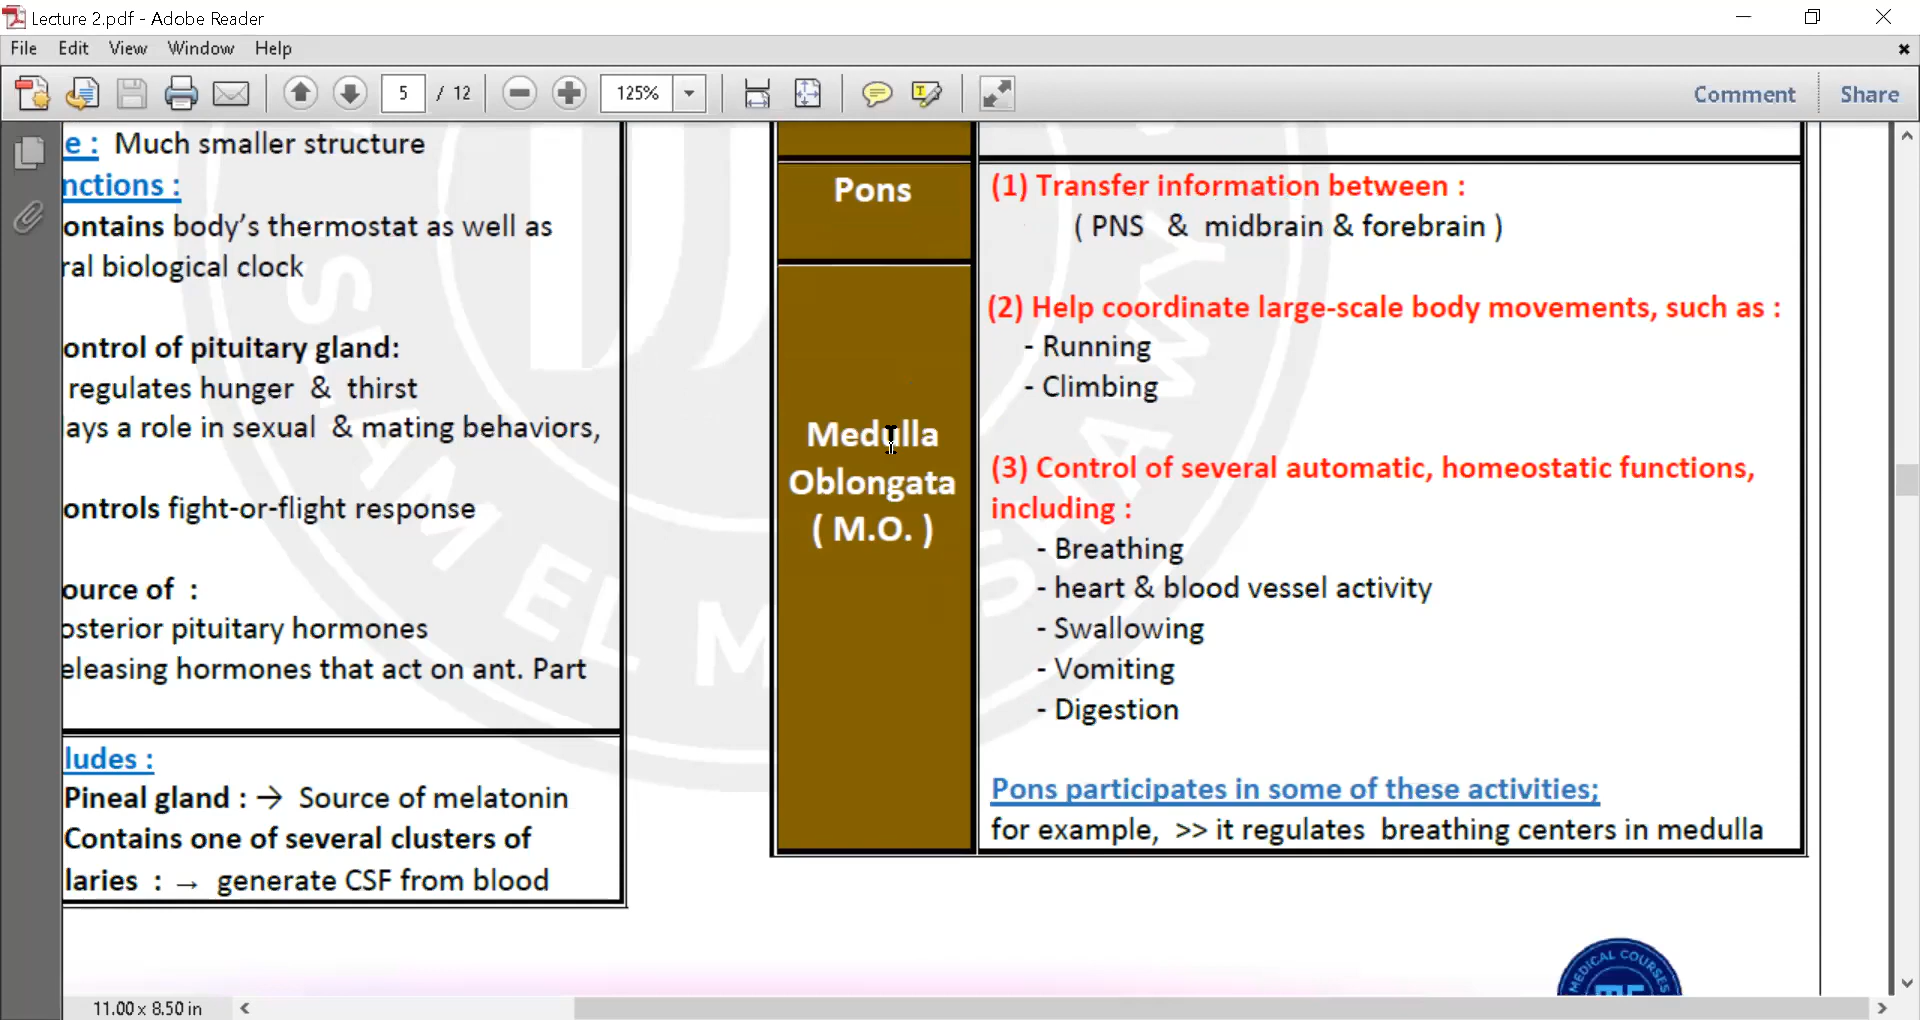 Lecture 2.pdf - Adobe Reader
File Edit View Window Help
5 / 12 125% Comment Share
e : Much smaller structure
nctions :
ontains body's thermostat as well as
ral biological clock
ontrol of pituitary gland:
regulates hunger & thirst
lays a role in sexual & mating behaviors,
ontrols fight-or-flight response
ource of :
osterior pituitary hormones
eleasing hormones that act on ant. Part
ludes :
Pineal gland : → Source of melatonin
Contains one of several clusters of
laries : → generate CSF from blood
Pons
(1) Transfer information between :
( PNS & midbrain & forebrain )
(2) Help coordinate large-scale body movements, such as :
- Running
- Climbing
Medulla
Oblongata
( M.O. )
(3) Control of several automatic, homeostatic functions,
including :
- Breathing
- heart & blood vessel activity
- Swallowing
- Vomiting
- Digestion
Pons participates in some of these activities;
for example, >> it regulates breathing centers in medulla
MEDICAL COURSES
11.00 x 8.50 in